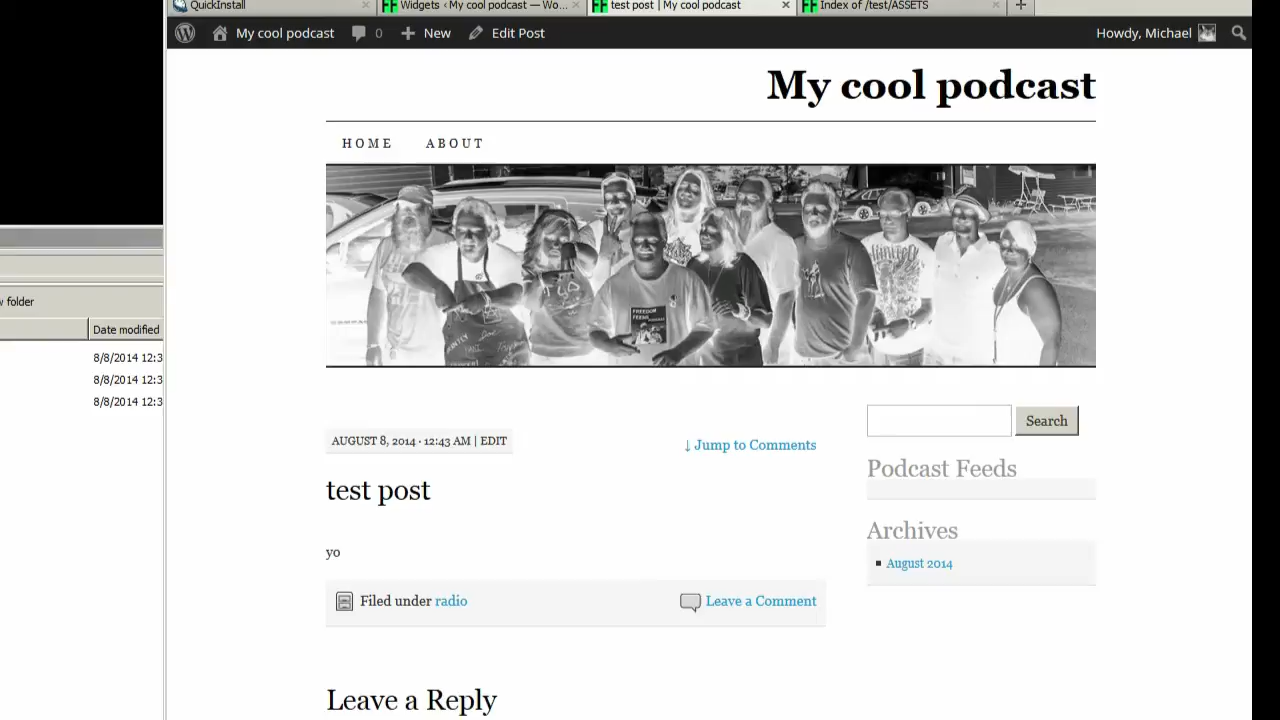 QuickInstall
Widgets ‹ My cool podcast — Wo...
test post | My cool podcast
Index of /test/ASSETS
My cool podcast
0
New
Edit Post
Howdy, Michael
My cool podcast
HOME
ABOUT
FREEDOM
FEENS
w folder
Date modified
8/8/2014 12:3
8/8/2014 12:3
8/8/2014 12:3
AUGUST 8, 2014 · 12:43 AM | EDIT
↓ Jump to Comments
Search
Podcast Feeds
test post
Archives
August 2014
yo
Filed under radio
Leave a Comment
Leave a Reply